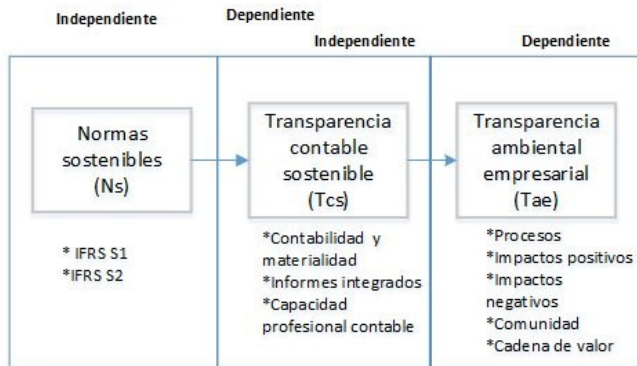 Independiente
Dependiente
Independiente
Dependiente
Normas
sostenibles
(Ns)
* IFRS S1
*IFRS S2
Transparencia
contable
sostenible
(Tcs)
*Contabilidad y
materialidad
*Informes integrados
*Capacidad
profesional contable
Transparencia
ambiental
empresarial
(Tae)
*Procesos
*Impactos positivos
*Impactos
negativos
*Comunidad
*Cadena de valor